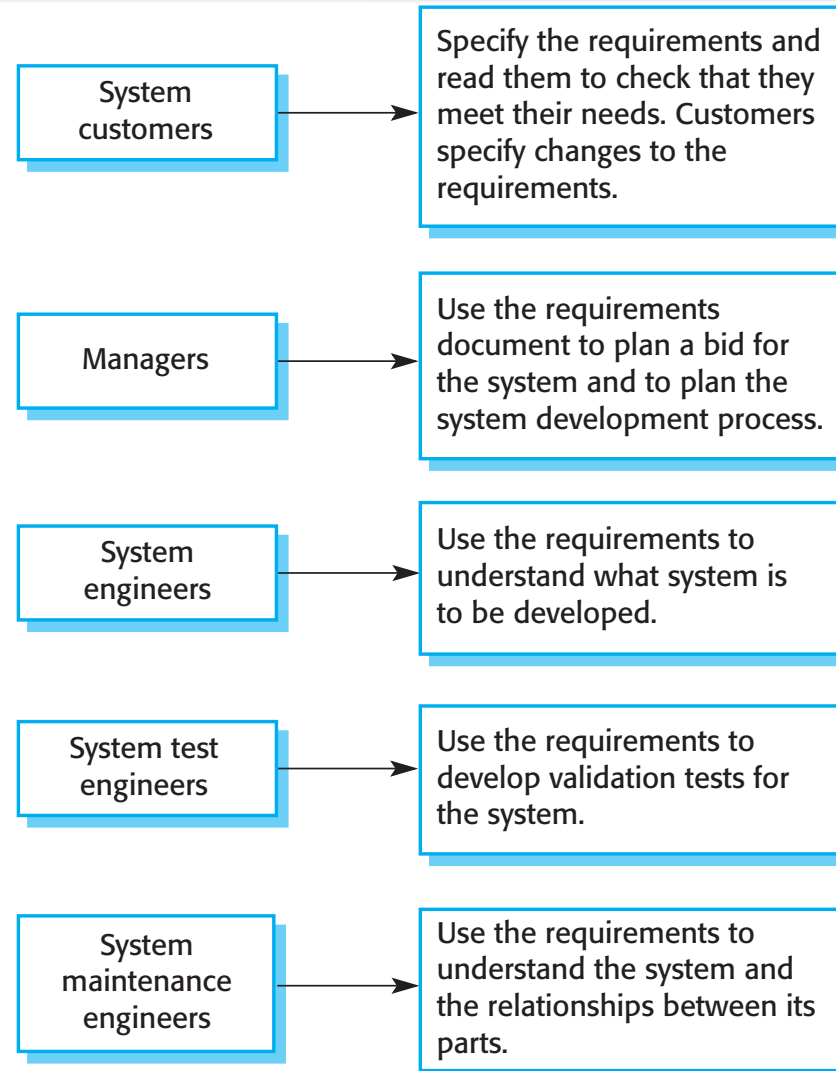 System
customers
Specify the requirements and
read them to check that they
meet their needs. Customers
specify changes to the
requirements.
Managers
Use the requirements
document to plan a bid for
the system and to plan the
system development process.
System
engineers
Use the requirements to
understand what system is
to be developed.
System test
engineers
Use the requirements to
develop validation tests for
the system.
System
maintenance
engineers
Use the requirements to
understand the system and
the relationships between its
parts.